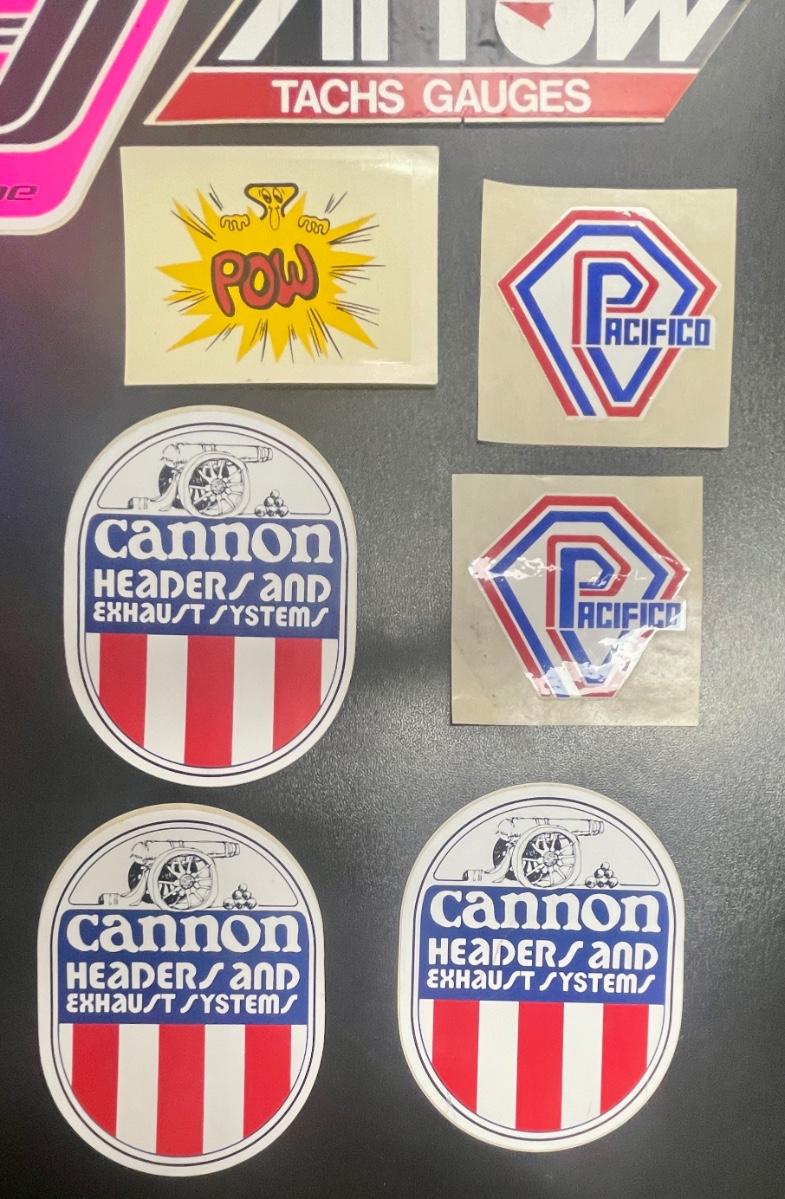 TACHS GAUGES
POW
PACIFICO
PACIFICO
cannon
HEADERS AND
EXHAUST SYSTEMS
cannon
HEADERS AND
EXHAUST SYSTEMS
cannon
HEADERS AND
EXHAUST SYSTEMS